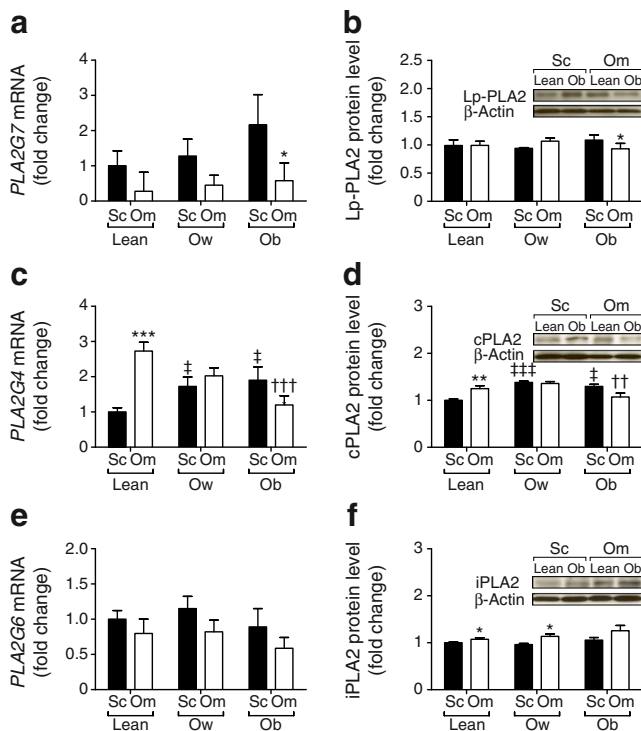 a
PLA2G7 mRNA
(fold change)
4
3
2
1
0
*
Sc Om Sc Om Sc Om
Lean Ow Ob
b
Lp-PLA2 protein level
(fold change)
2.0
1.5
1.0
0.5
0
Sc Om
Lean Ob Lean Ob
Lp-PLA2
β-Actin
*
Sc Om Sc Om Sc Om
Lean Ow Ob
c
PLA2G4 mRNA
(fold change)
4
3
2
1
0
***
‡
‡
†††
Sc Om Sc Om Sc Om
Lean Ow Ob
d
cPLA2 protein level
(fold change)
3
2
1
0
Sc Om
Lean Ob Lean Ob
cPLA2
β-Actin
**
‡‡‡
‡
††
Sc Om Sc Om Sc Om
Lean Ow Ob
e
PLA2G6 mRNA
(fold change)
2.0
1.5
1.0
0.5
0
Sc Om Sc Om Sc Om
Lean Ow Ob
f
iPLA2 protein level
(fold change)
3
2
1
0
Sc Om
Lean Ob Lean Ob
iPLA2
β-Actin
*
*
Sc Om Sc Om Sc Om
Lean Ow Ob